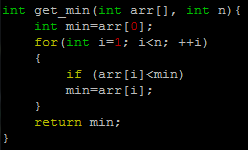 int get_min(int arr[], int n){
    int min=arr[0];
    for(int i=1; i<n; ++i)
    {
        if (arr[i]<min)
        min=arr[i];
    }
    return min;
}